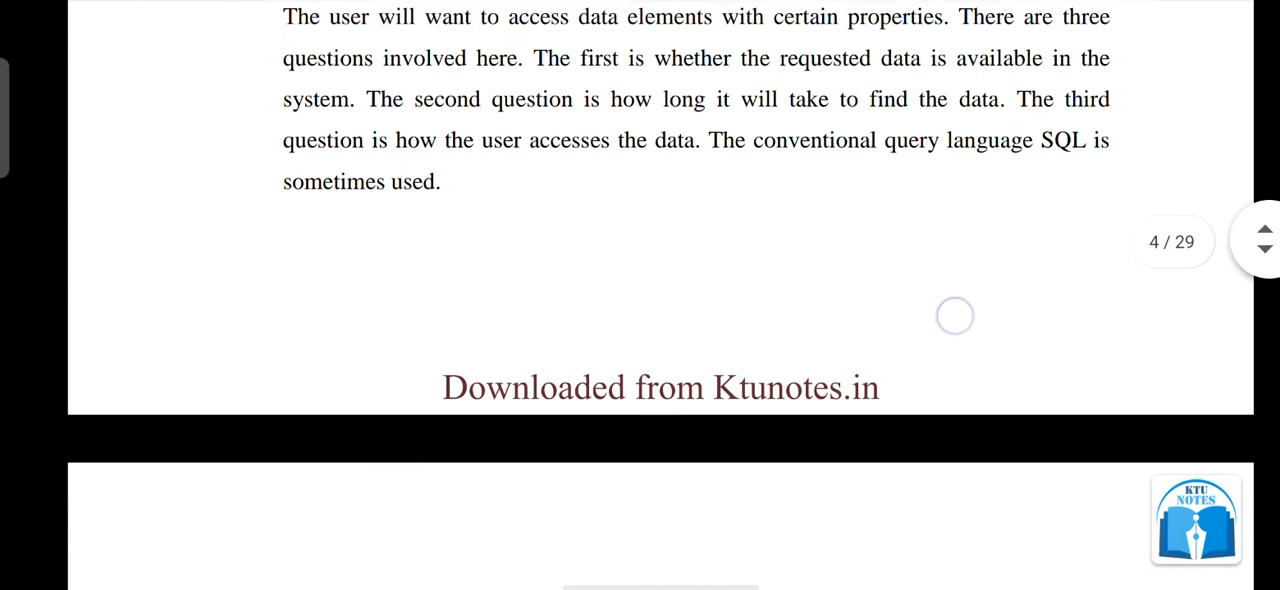 The user will want to access data elements with certain properties. There are three
questions involved here. The first is whether the requested data is available in the
system. The second question is how long it will take to find the data. The third
question is how the user accesses the data. The conventional query language SQL is
sometimes used.
4 / 29
Downloaded from Ktunotes.in
KTU
NOTES